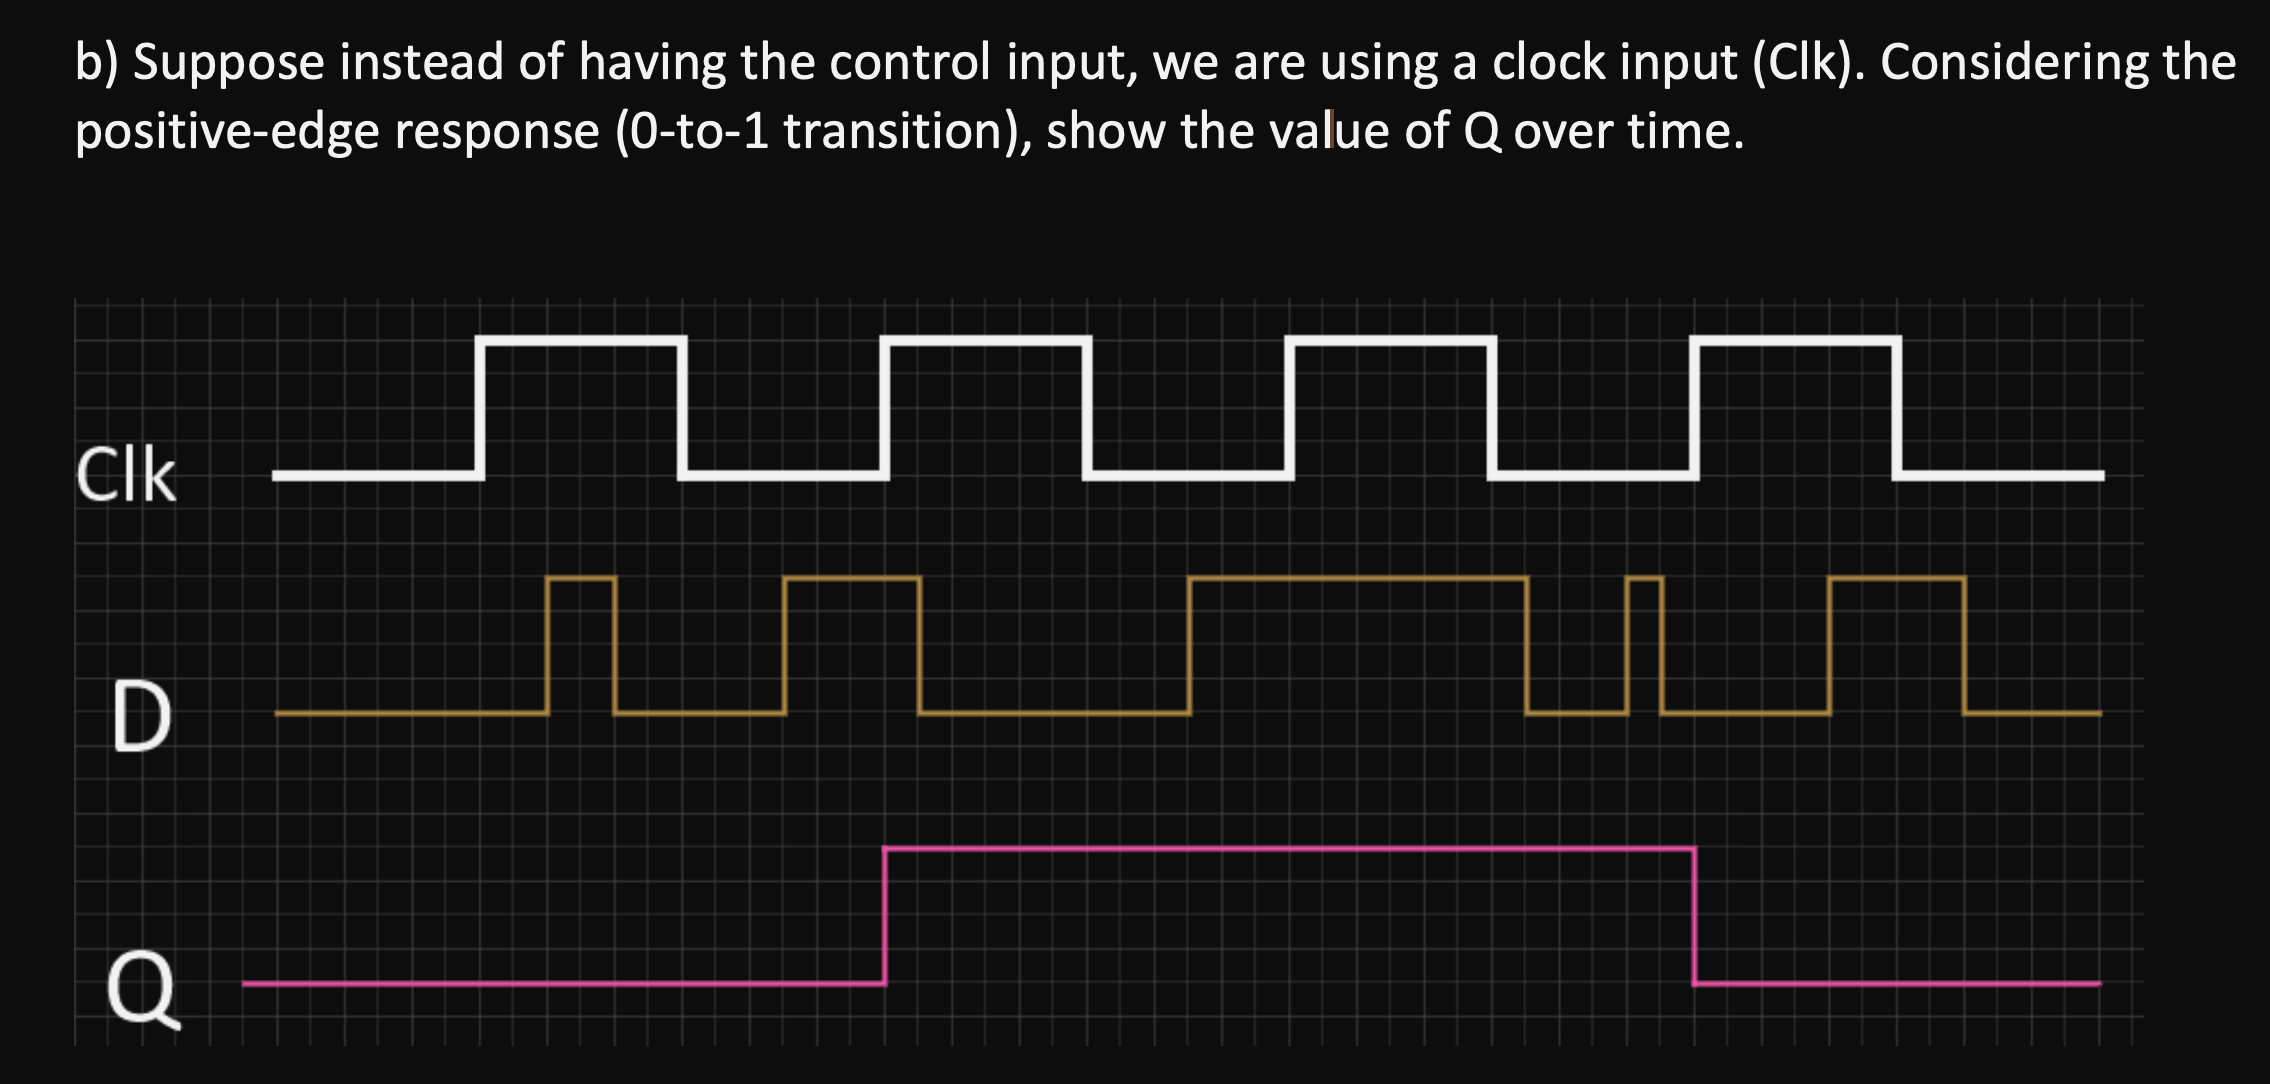 b) Suppose instead of having the control input, we are using a clock input (Clk). Considering the
positive-edge response (0-to-1 transition), show the value of Q over time.
Clk
D
Q